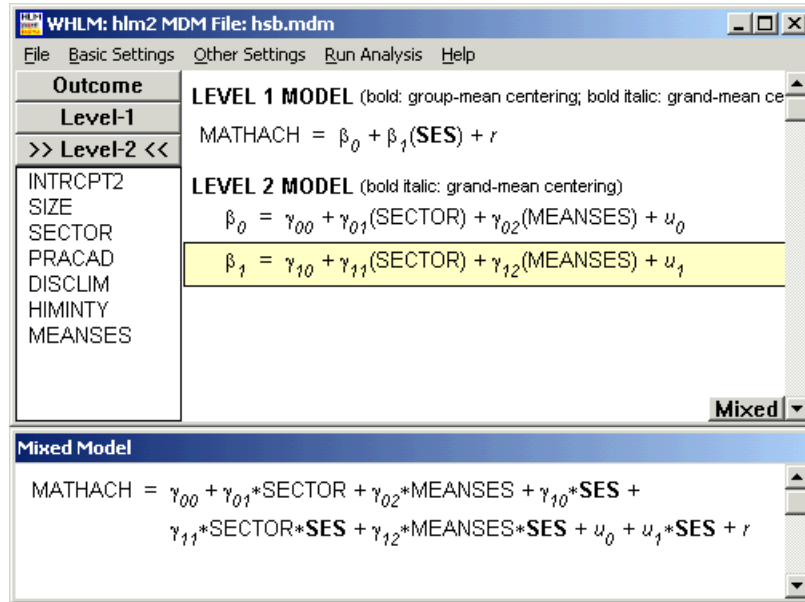 WHLM: hlm2 MDM File: hsb.mdm
File Basic Settings Other Settings Run Analysis Help
Outcome
Level-1
>> Level-2 <<
INTRCPT2
SIZE
SECTOR
PRACAD
DISCLIM
HIMINTY
MEANSES
LEVEL 1 MODEL (bold: group-mean centering; bold italic: grand-mean ce
MATHACH = β₀ + β₁(SES) + r
LEVEL 2 MODEL (bold italic: grand-mean centering)
β₀ = γ₀₀ + γ₀₁(SECTOR) + γ₀₂(MEANSES) + u₀
β₁ = γ₁₀ + γ₁₁(SECTOR) + γ₁₂(MEANSES) + u₁
Mixed
Mixed Model
MATHACH = γ₀₀ + γ₀₁*SECTOR + γ₀₂*MEANSES + γ₁₀*SES +
γ₁₁*SECTOR*SES + γ₁₂*MEANSES*SES + u₀ + u₁*SES + r